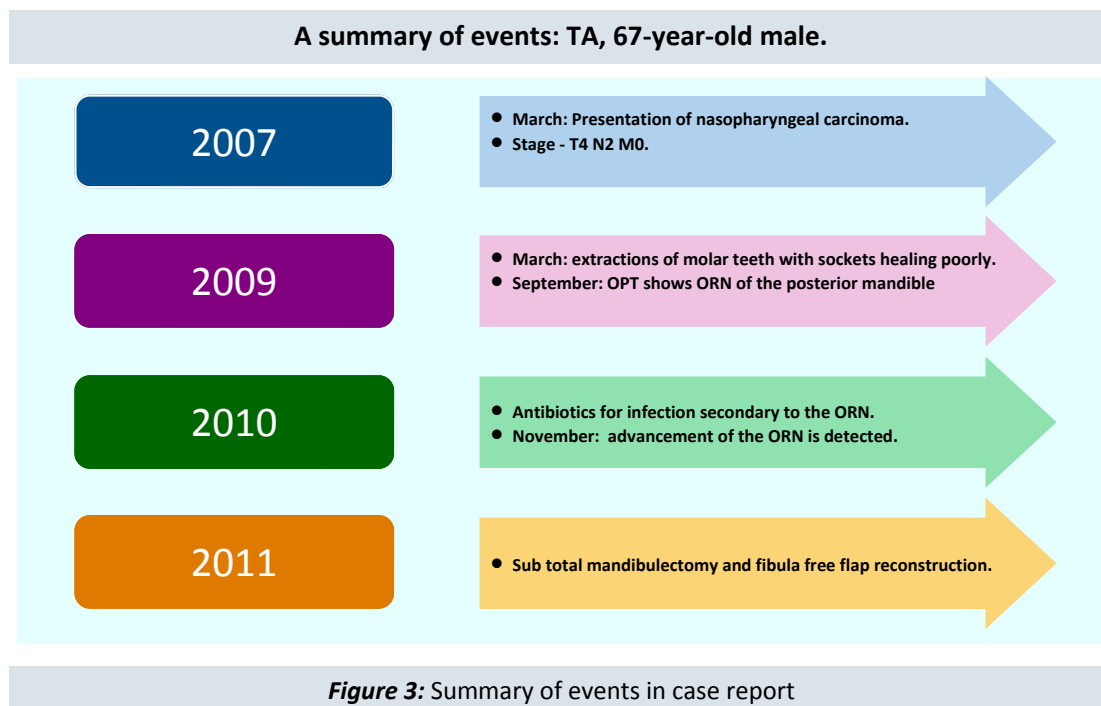 A summary of events: TA, 67-year-old male.
2007
• March: Presentation of nasopharyngeal carcinoma.
• Stage - T4 N2 M0.
2009
• March: extractions of molar teeth with sockets healing poorly.
• September: OPT shows ORN of the posterior mandible
2010
• Antibiotics for infection secondary to the ORN.
• November: advancement of the ORN is detected.
2011
• Sub total mandibulectomy and fibula free flap reconstruction.
Figure 3: Summary of events in case report